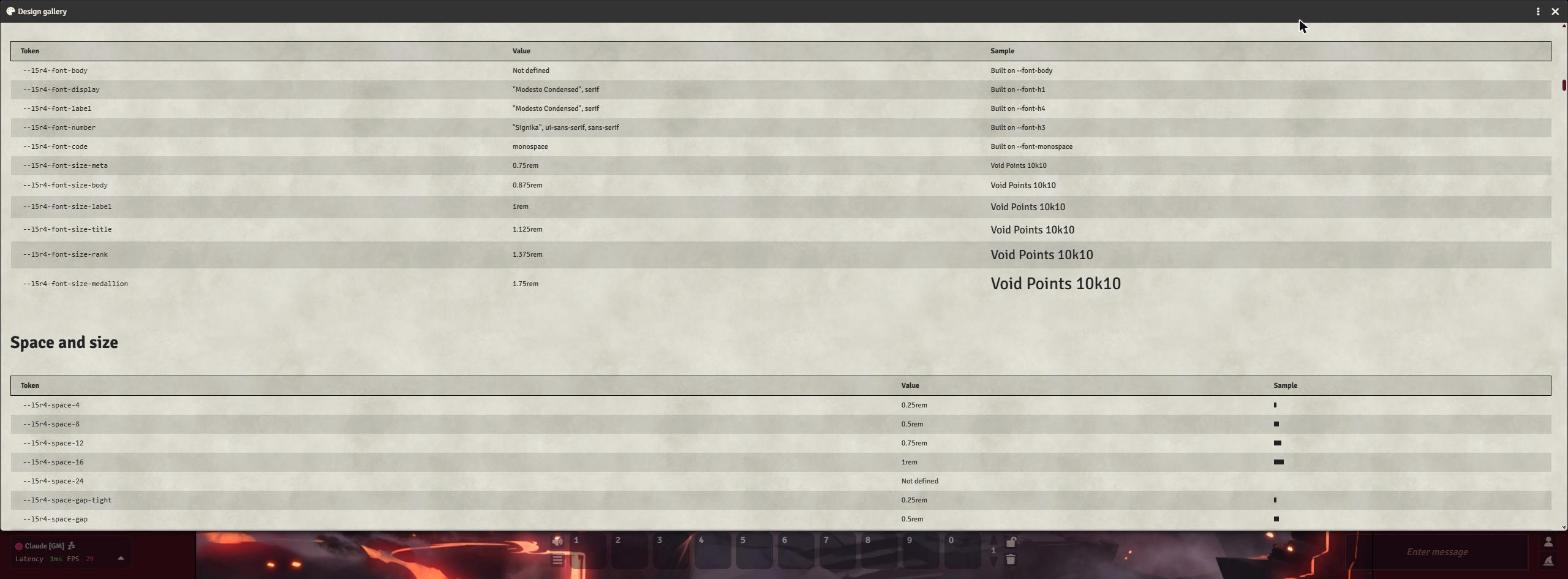 Design gallery
Token Value Sample
--l5r4-font-body Not defined Built on --font-body
--l5r4-font-display "Modesto Condensed", serif Built on --font-h1
--l5r4-font-label "Modesto Condensed", serif Built on --font-h4
--l5r4-font-number "Signika", ui-sans-serif, sans-serif Built on --font-h3
--l5r4-font-code monospace Built on --font-monospace
--l5r4-font-size-meta 0.75rem Void Points 10k10
--l5r4-font-size-body 0.875rem Void Points 10k10
--l5r4-font-size-label 1rem Void Points 10k10
--l5r4-font-size-title 1.125rem Void Points 10k10
--l5r4-font-size-rank 1.375rem Void Points 10k10
--l5r4-font-size-medallion 1.75rem Void Points 10k10
Space and size
Token Value Sample
--l5r4-space-4 0.25rem
--l5r4-space-8 0.5rem
--l5r4-space-12 0.75rem
--l5r4-space-16 1rem
--l5r4-space-24 Not defined
--l5r4-space-gap-tight 0.25rem
--l5r4-space-gap 0.5rem
Claude [GM]
Latency 3ms FPS 29
1 2 3 4 5 6 7 8 9 0
1
Enter message